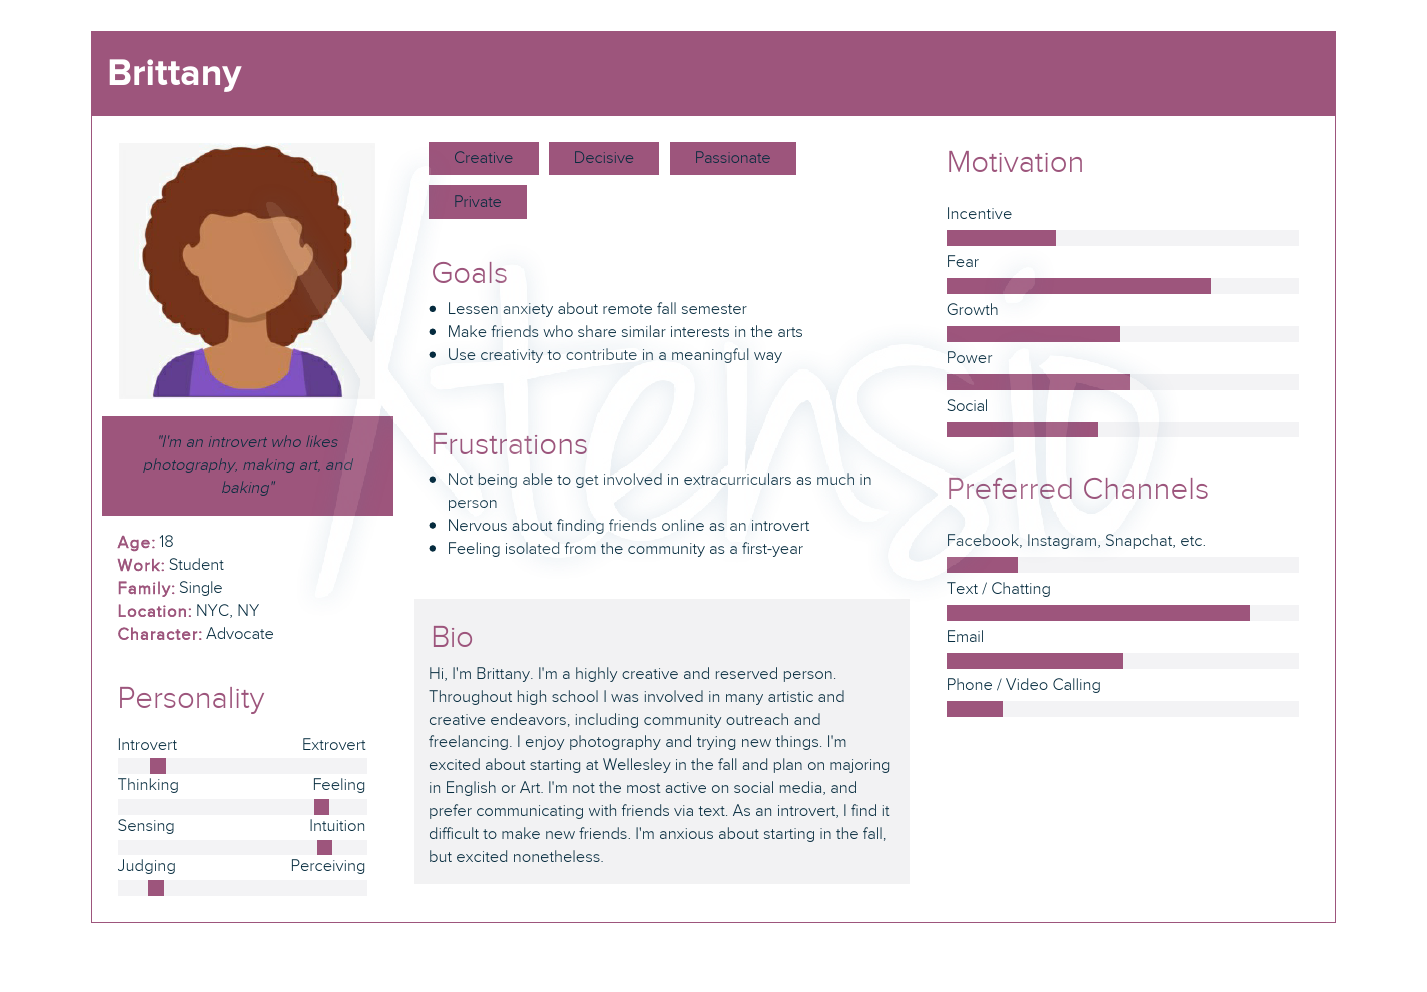 Brittany
"I'm an introvert who likes
photography, making art, and
baking"
Age: 18
Work: Student
Family: Single
Location: NYC, NY
Character: Advocate
Personality
Introvert Extrovert
Thinking Feeling
Sensing Intuition
Judging Perceiving
Creative Decisive Passionate
Private
Goals
Lessen anxiety about remote fall semester
Make friends who share similar interests in the arts
Use creativity to contribute in a meaningful way
Frustrations
Not being able to get involved in extracurriculars as much in
person
Nervous about finding friends online as an introvert
Feeling isolated from the community as a first-year
Bio
Hi, I'm Brittany. I'm a highly creative and reserved person.
Throughout high school I was involved in many artistic and
creative endeavors, including community outreach and
freelancing. I enjoy photography and trying new things. I'm
excited about starting at Wellesley in the fall and plan on majoring
in English or Art. I'm not the most active on social media, and
prefer communicating with friends via text. As an introvert, I find it
difficult to make new friends. I'm anxious about starting in the fall,
but excited nonetheless.
Motivation
Incentive
Fear
Growth
Power
Social
Preferred Channels
Facebook, Instagram, Snapchat, etc.
Text / Chatting
Email
Phone / Video Calling
Xtensio